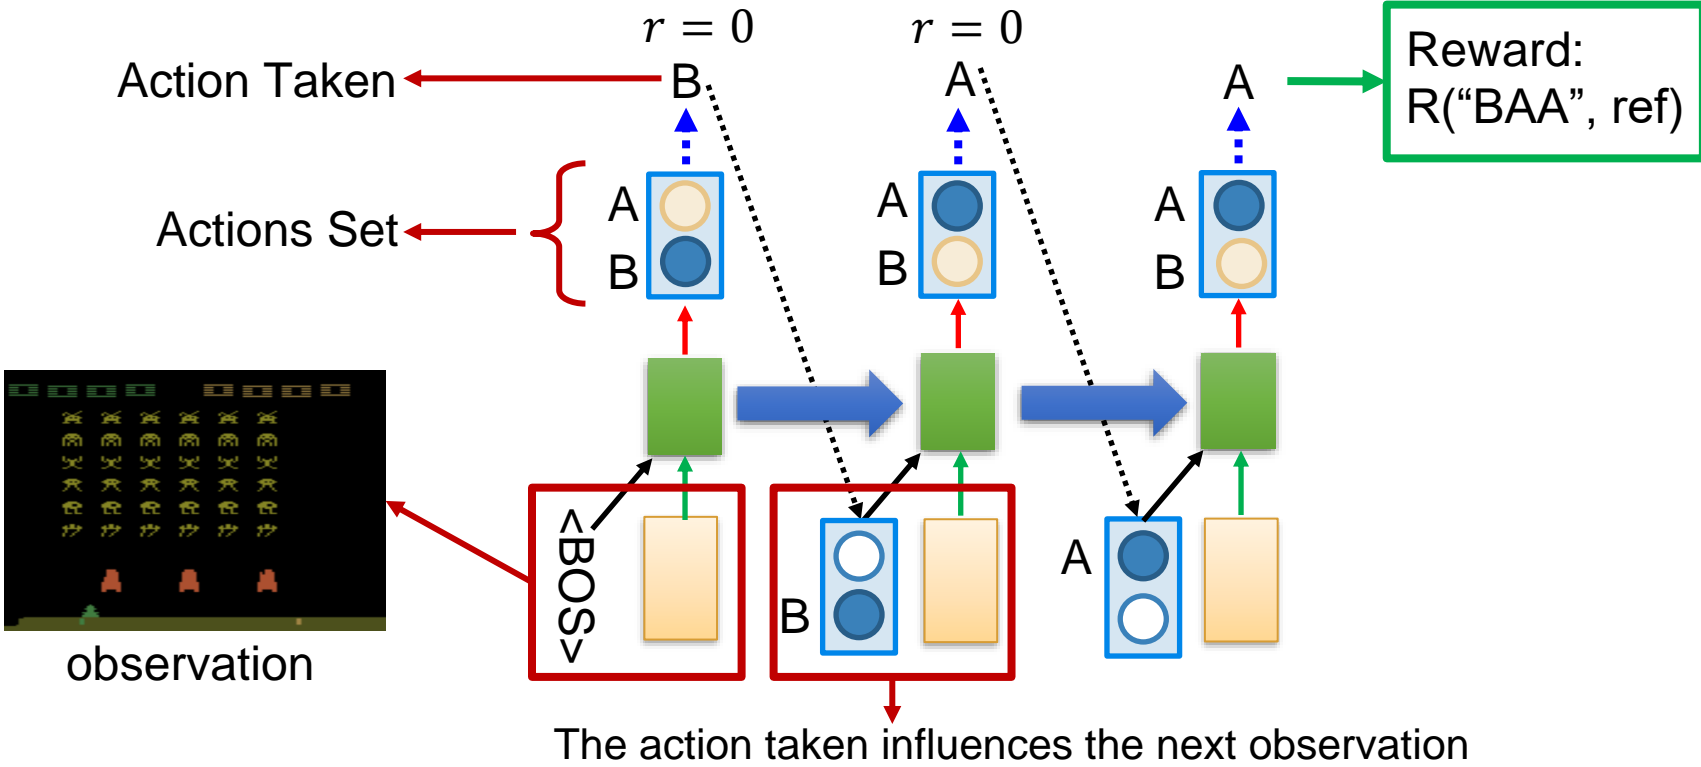 r = 0
r = 0
Action Taken
B
A
A
Reward:
R("BAA", ref)
Actions Set
A
B
A
B
A
B
<BOS>
B
A
observation
The action taken influences the next observation